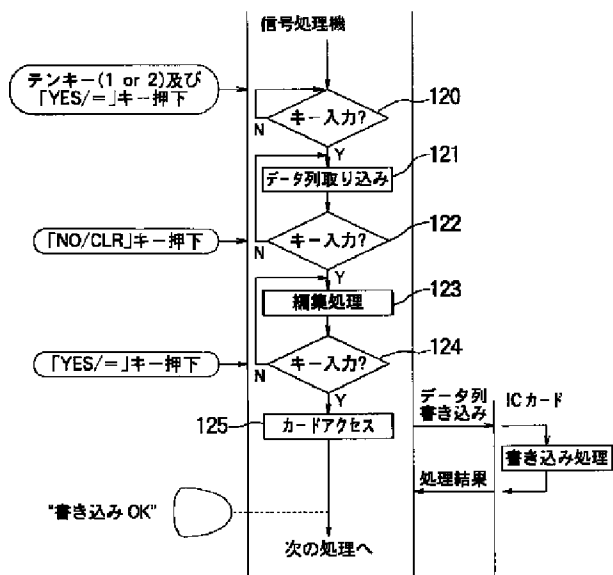 信号処理機
テンキー(1 or 2)及び
「YES/=」キー押下
キー入力?
120
N
Y
データ列取り込み
121
「NO/CLR」キー押下
キー入力?
122
N
Y
編集処理
123
「YES/=」キー押下
キー入力?
124
N
Y
125
カードアクセス
データ列
書き込み
ICカード
書き込み処理
処理結果
“書き込みOK”
次の処理へ